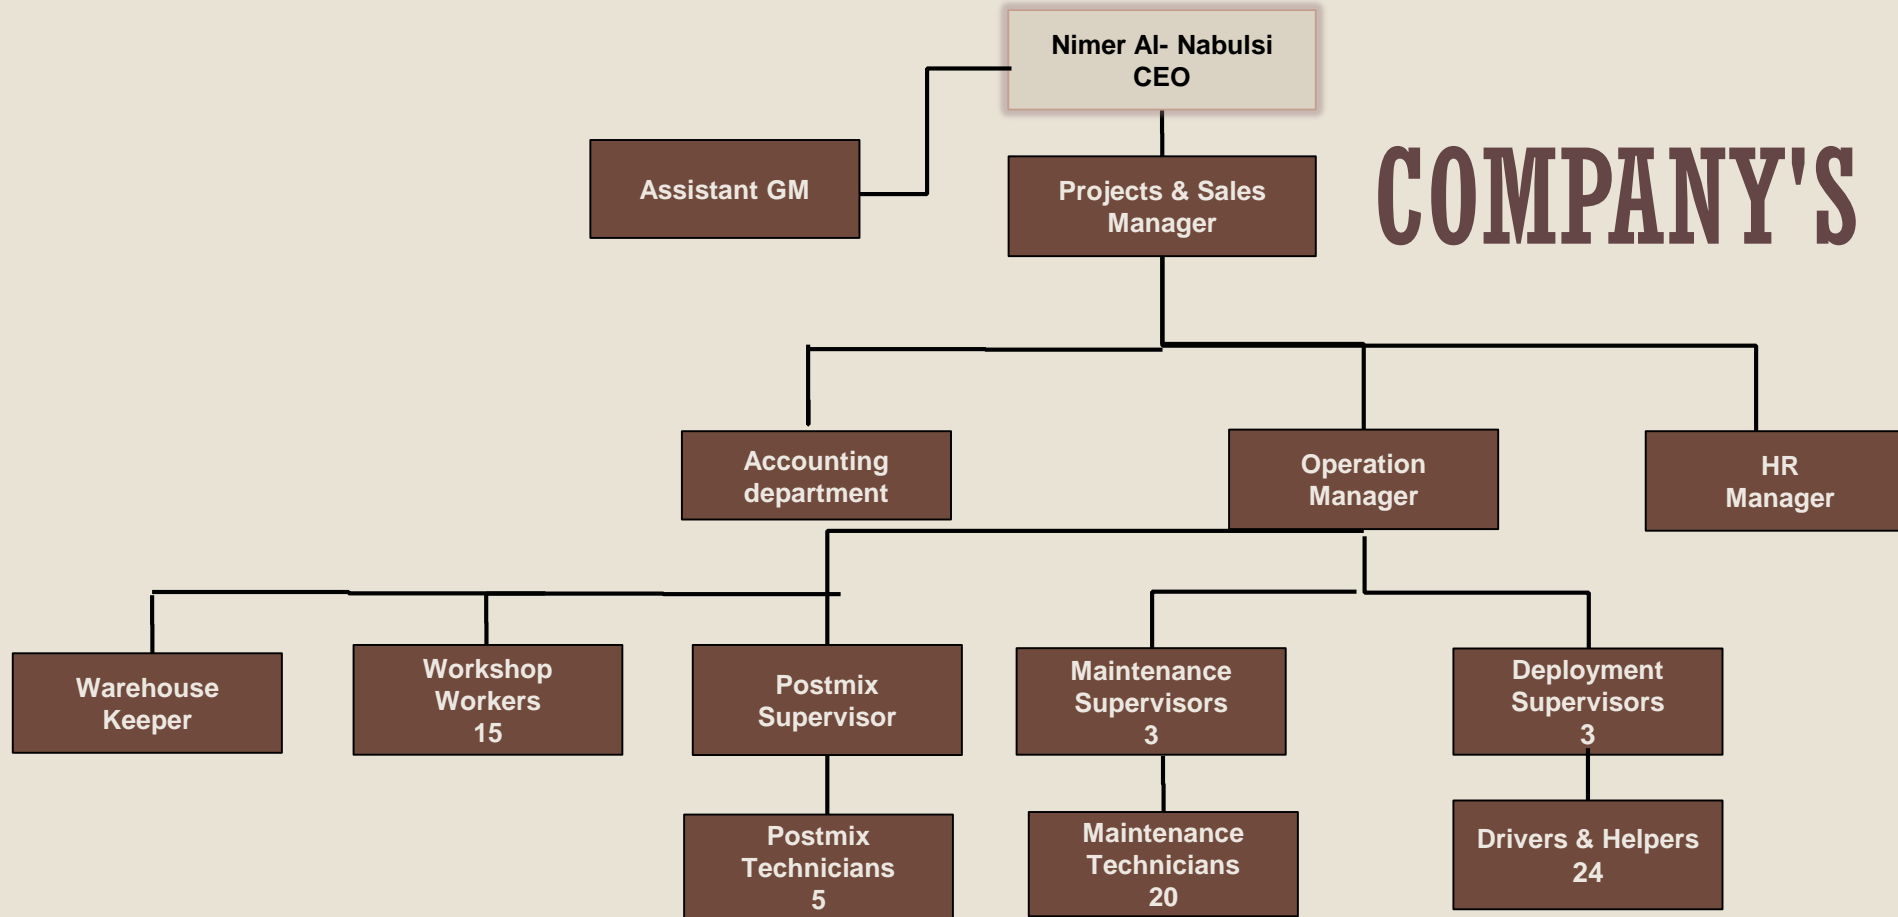 Nimer Al- Nabulsi
CEO
COMPANY'S
Assistant GM
Projects & Sales
Manager
Accounting
department
Operation
Manager
HR
Manager
Warehouse
Keeper
Workshop
Workers
15
Postmix
Supervisor
Maintenance
Supervisors
3
Deployment
Supervisors
3
Postmix
Technicians
5
Maintenance
Technicians
20
Drivers & Helpers
24